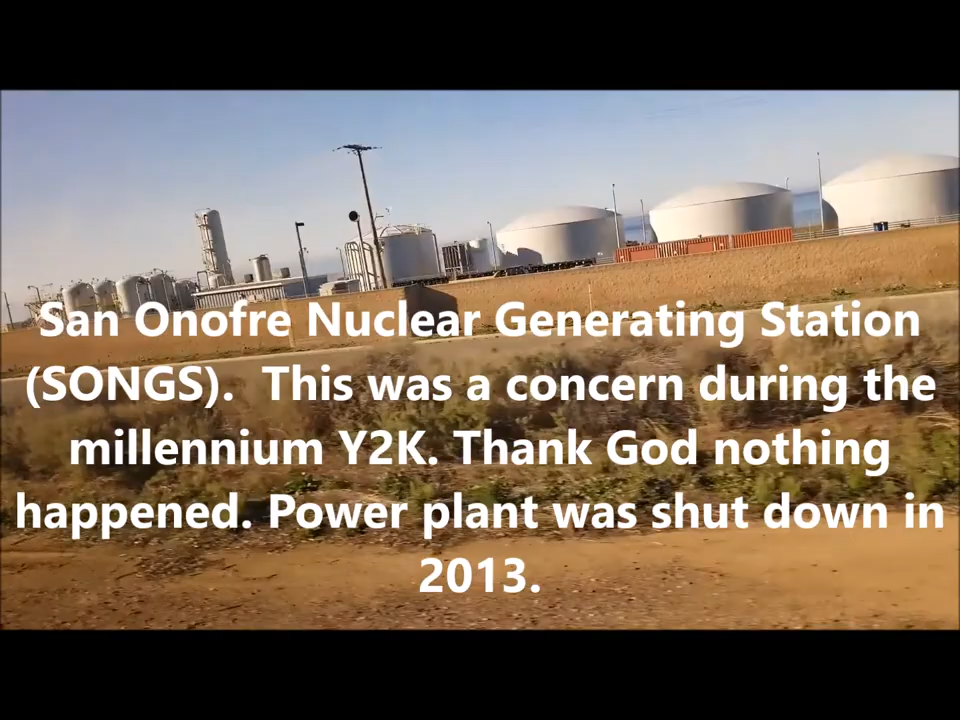 San Onofre Nuclear Generating Station
(SONGS).  This was a concern during the
millennium Y2K. Thank God nothing
happened. Power plant was shut down in
2013.